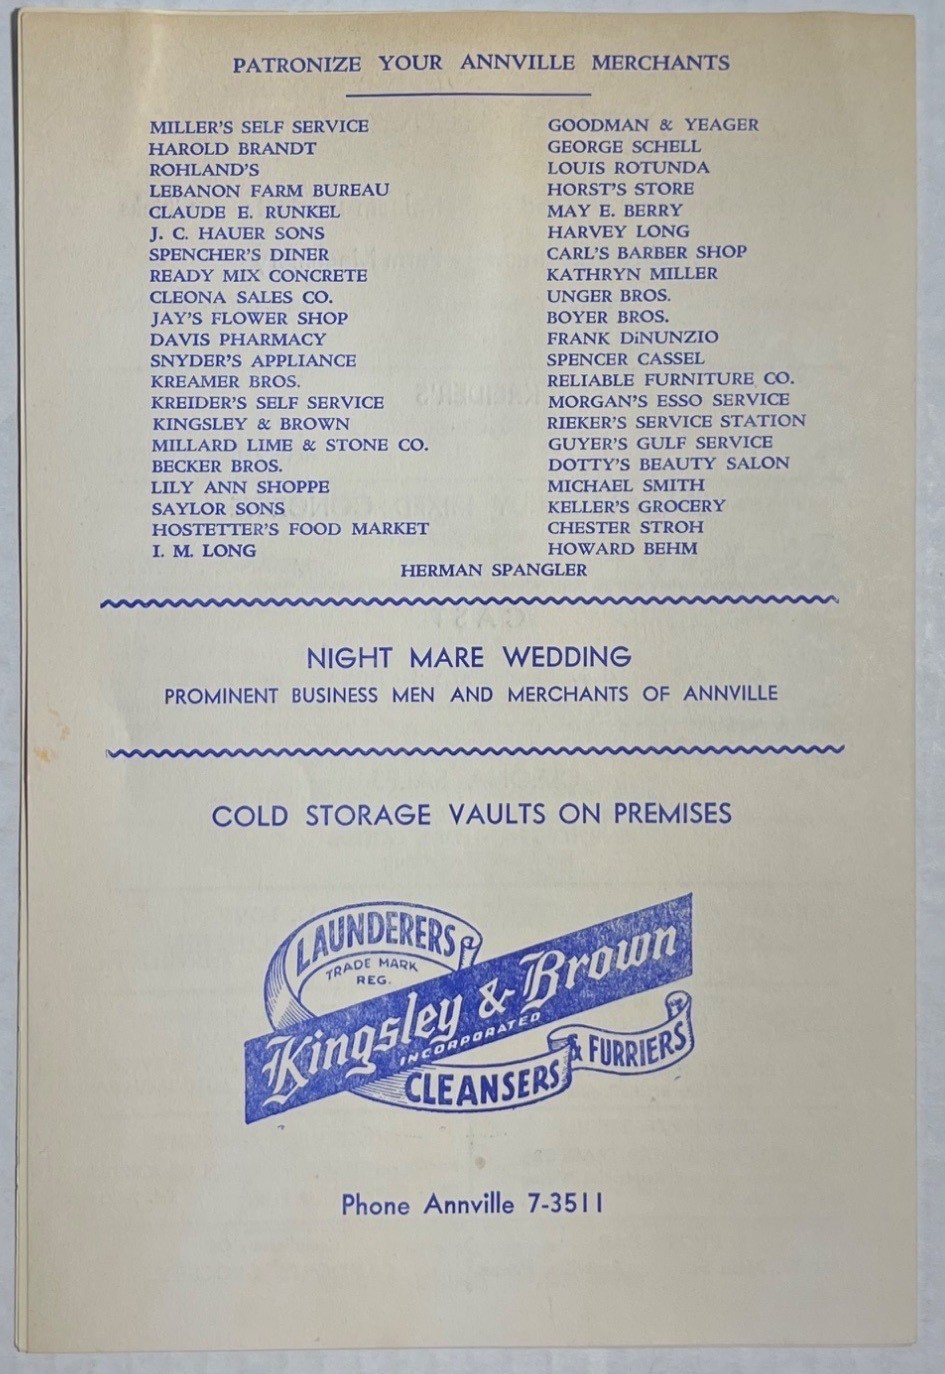 PATRONIZE YOUR ANNVILLE MERCHANTS
MILLER'S SELF SERVICE
HAROLD BRANDT
ROHLAND'S
LEBANON FARM BUREAU
CLAUDE E. RUNKEL
J. C. HAUER SONS
SPENCHER'S DINER
READY MIX CONCRETE
CLEONA SALES CO.
JAY'S FLOWER SHOP
DAVIS PHARMACY
SNYDER'S APPLIANCE
KREAMER BROS.
KREIDER'S SELF SERVICE
KINGSLEY & BROWN
MILLARD LIME & STONE CO.
BECKER BROS.
LILY ANN SHOPPE
SAYLOR SONS
HOSTETTER'S FOOD MARKET
I. M. LONG
GOODMAN & YEAGER
GEORGE SCHELL
LOUIS ROTUNDA
HORST'S STORE
MAY E. BERRY
HARVEY LONG
CARL'S BARBER SHOP
KATHRYN MILLER
UNGER BROS.
BOYER BROS.
FRANK DiNUNZIO
SPENCER CASSEL
RELIABLE FURNITURE CO.
MORGAN'S ESSO SERVICE
RIEKER'S SERVICE STATION
GUYER'S GULF SERVICE
DOTTY'S BEAUTY SALON
MICHAEL SMITH
KELLER'S GROCERY
CHESTER STROH
HOWARD BEHM
HERMAN SPANGLER
NIGHT MARE WEDDING
PROMINENT BUSINESS MEN AND MERCHANTS OF ANNVILLE
COLD STORAGE VAULTS ON PREMISES
LAUNDERERS
TRADE MARK
REG.
Kingsley & Brown
INCORPORATED
CLEANSERS
& FURRIERS
Phone Annville 7-3511